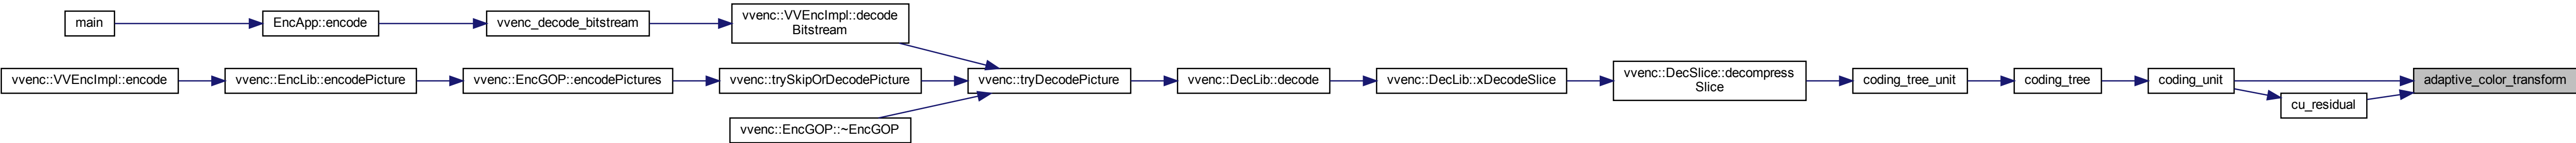 main
EncApp::encode
vvenc_decode_bitstream
vvenc::VVEncImpl::decode
Bitstream
vvenc::VVEncImpl::encode
vvenc::EncLib::encodePicture
vvenc::EncGOP::encodePictures
vvenc::trySkipOrDecodePicture
vvenc::tryDecodePicture
vvenc::DecLib::decode
vvenc::DecLib::xDecodeSlice
vvenc::DecSlice::decompress
Slice
coding_tree_unit
coding_tree
coding_unit
adaptive_color_transform
cu_residual
vvenc::EncGOP::~EncGOP